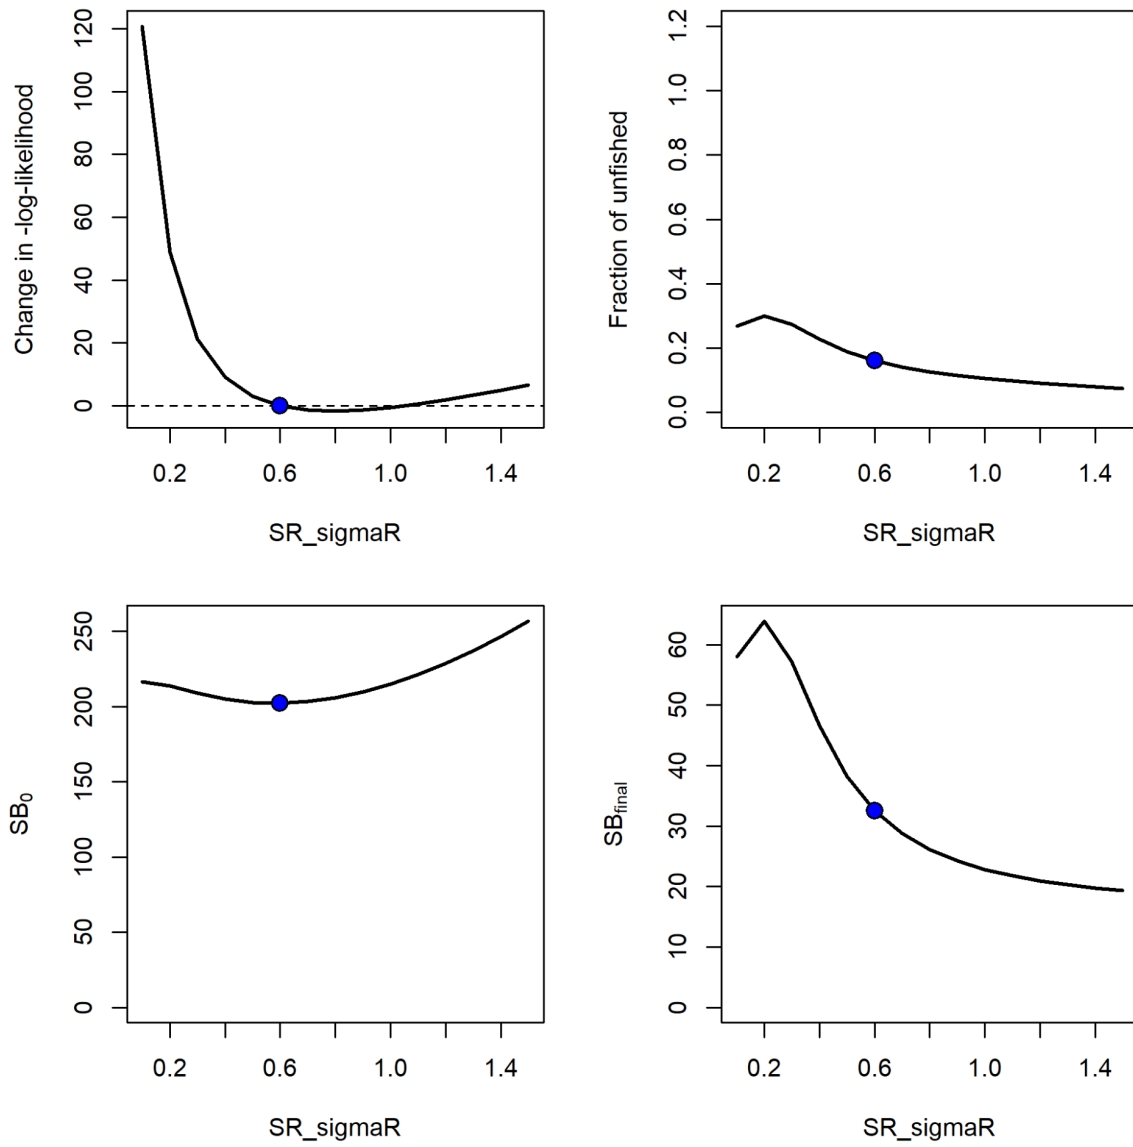 Change in -log-likelihood
0 20 40 60 80 100 120
0.2 0.6 1.0 1.4
SR_sigmaR
Fraction of unfished
0.0 0.2 0.4 0.6 0.8 1.0 1.2
0.2 0.6 1.0 1.4
SR_sigmaR
SB0
0 50 100 150 200 250
0.2 0.6 1.0 1.4
SR_sigmaR
SBfinal
0 10 20 30 40 50 60
0.2 0.6 1.0 1.4
SR_sigmaR